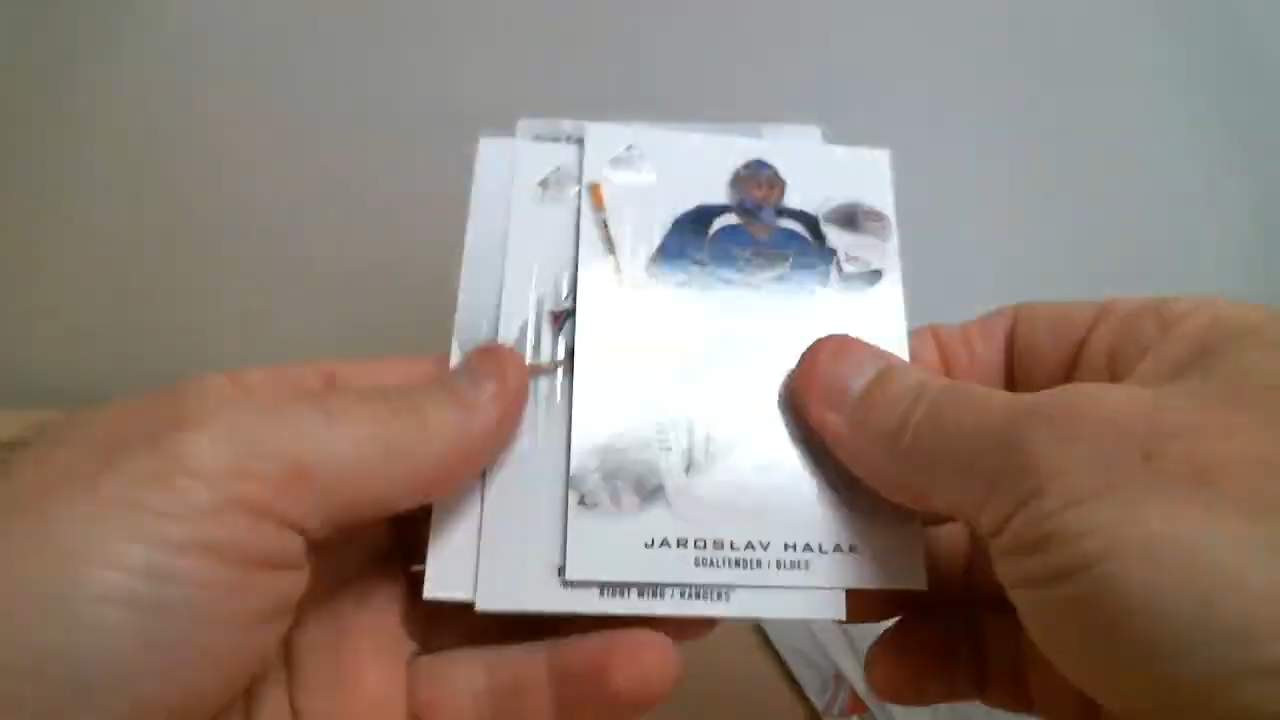 JAROSLAV HALAK
GOALTENDER / BLUES
RIGHT WING / RANGERS